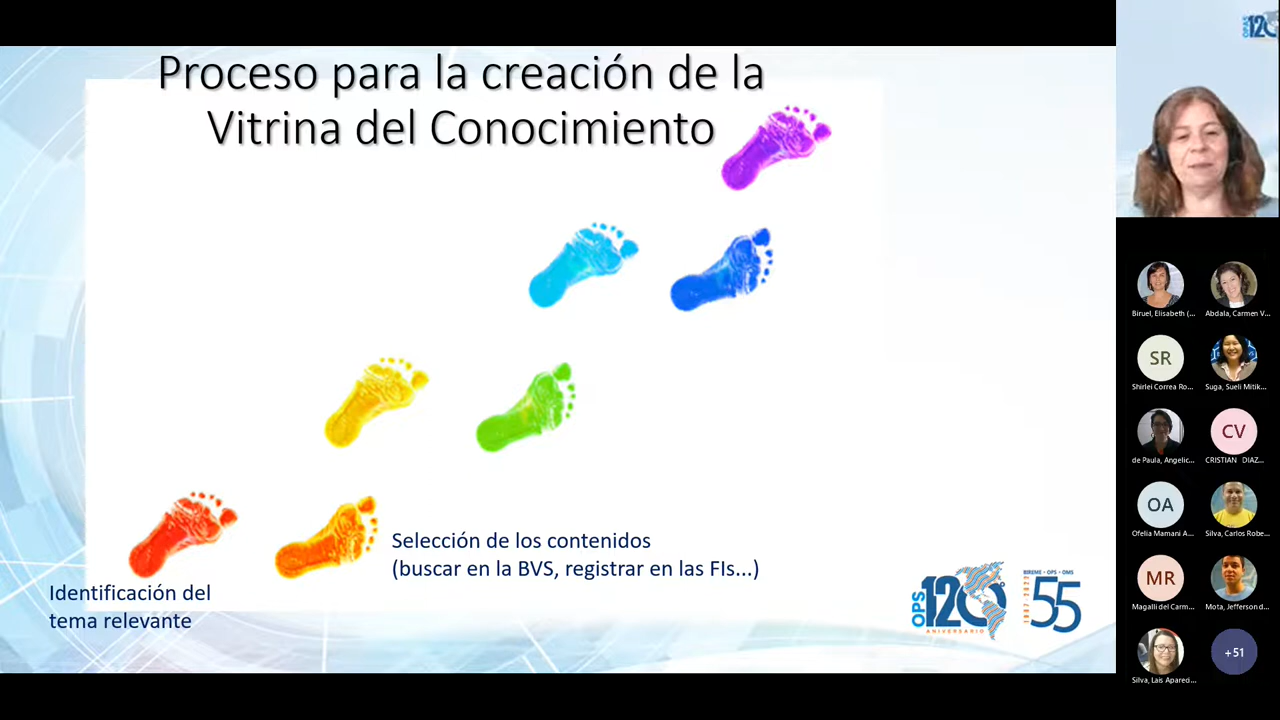 Proceso para la creación de la
Vitrina del Conocimiento
Selección de los contenidos
(buscar en la BVS, registrar en las FIs...)
Identificación del
tema relevante
OPS
120
ANIVERSARIO
BIREME • OPS • OMS
55
OPAS
120
Biruel, Elisabeth (...
Abdala, Carmen V...
SR
Shirlei Correa Ro...
Suga, Sueli Mitik...
de Paula, Angelic...
CV
CRISTIAN DIAZ...
OA
Ofelia Mamani A...
Silva, Carlos Robe...
MR
Magalli del Carm...
Mota, Jefferson d...
Silva, Lais Apared...
+51